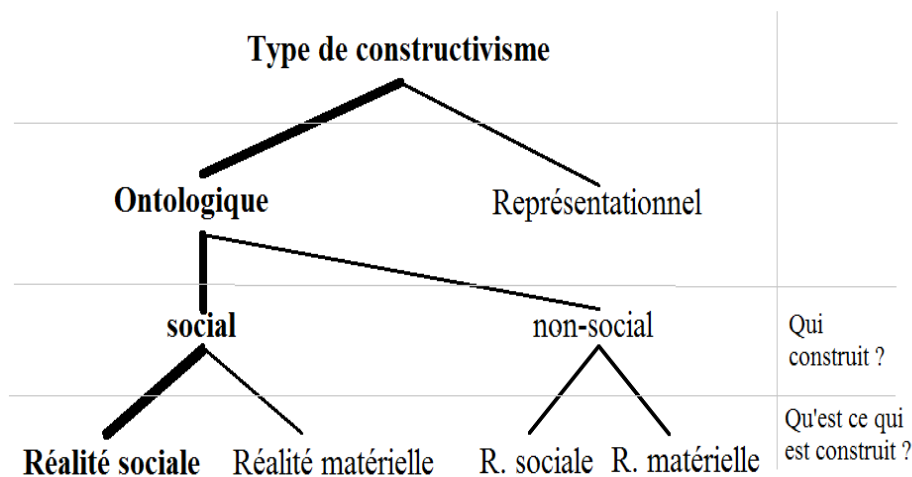 Type de constructivisme
Ontologique
Représentationnel
social
non-social
Qui
construit ?
Réalité sociale
Réalité matérielle
R. sociale
R. matérielle
Qu'est ce qui
est construit ?